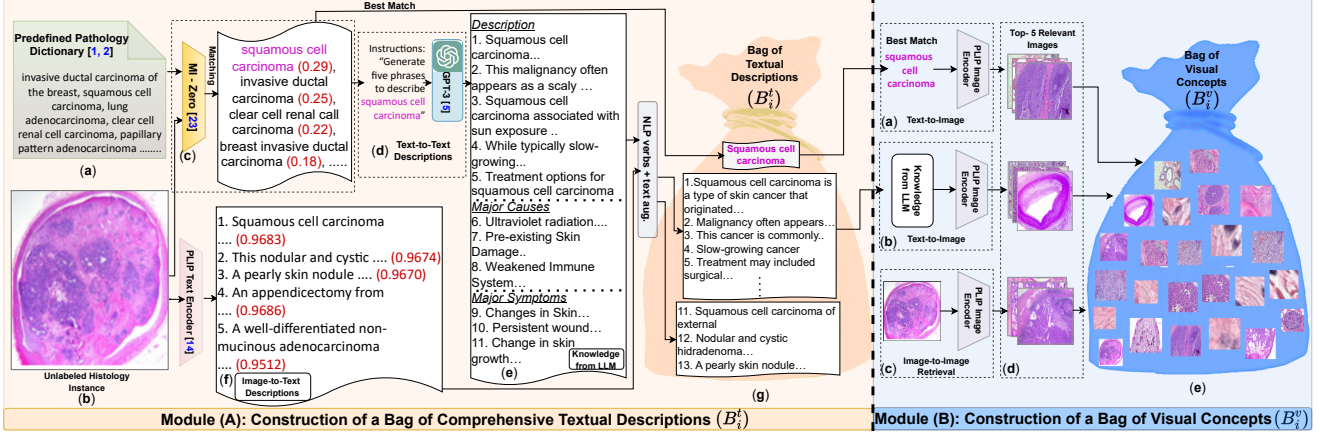 Best Match
Predefined Pathology
Dictionary [1, 2]
invasive ductal carcinoma of
the breast, squamous cell
carcinoma, lung
adenocarcinoma, clear cell
renal cell carcinoma, papillary
pattern adenocarcinoma ........
(a)
MI - Zero
[23]
(c)
Matching
squamous cell
carcinoma (0.29),
invasive ductal
carcinoma (0.25),
clear cell renal call
carcinoma (0.22),
breast invasive ductal
carcinoma (0.18), .....
Instructions:
"Generate
five phrases
to describe
squamous cell
carcinoma"
GPT-3 [5]
(d)
Text-to-Text
Descriptions
Unlabeled Histology
Instance
(b)
PLIP Text Encoder [14]
1. Squamous cell carcinoma
.... (0.9683)
2. This nodular and cystic .... (0.9674)
3. A pearly skin nodule .... (0.9670)
4. An appendicectomy from
.... (0.9686)
5. A well-differentiated non-
mucinous adenocarcinoma
.... (0.9512)
(f)
Image-to-Text
Descriptions
Description
1. Squamous cell
carcinoma...
2. This malignancy often
appears as a scaly ...
3. Squamous cell
carcinoma associated with
sun exposure ..
4. While typically slow-
growing...
5. Treatment options for
squamous cell carcinoma
Major Causes
6. Ultraviolet radiation....
7. Pre-existing Skin
Damage..
8. Weakened Immune
System...
Major Symptoms
9. Changes in Skin...
10. Persistent wound...
11. Change in skin
growth...
(e)
Knowledge
from LLM
NLP verbs + text aug.
Bag of
Textual
Descriptions
(B_i^t)
Squamous cell
carcinoma
1.Squamous cell carcinoma is
a type of skin cancer that
originated...
2. Malignancy often appears...
3. This cancer is commonly..
4. Slow-growing cancer
5. Treatment may included
surgical...
11. Squamous cell carcinoma of
external
12. Nodular and cystic
hidradenoma...
13. A pearly skin nodule...
(g)
Module (A): Construction of a Bag of Comprehensive Textual Descriptions (B_i^t)
Best Match
squamous
cell
carcinoma
PLIP Image
Encoder
(a)
Text-to-Image
Knowledge
from LLM
PLIP Image
Encoder
(b)
Text-to-Image
PLIP Image
Encoder
Image-to-Image
Retrieval
(c)
Top- 5 Relevant
Images
(d)
Bag of
Visual
Concepts
(B_i^v)
(e)
Module (B): Construction of a Bag of Visual Concepts (B_i^v)